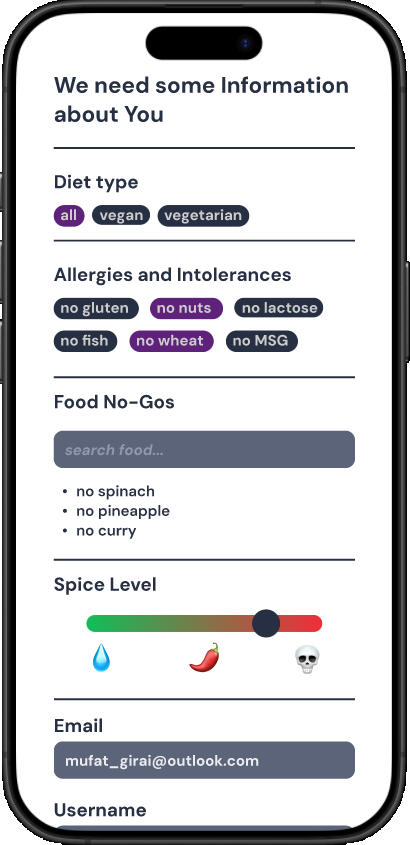 We need some Information
about You
Diet type
all vegan vegetarian
Allergies and Intolerances
no gluten no nuts no lactose
no fish no wheat no MSG
Food No-Gos
search food...
• no spinach
• no pineapple
• no curry
Spice Level
Email
mufat_girai@outlook.com
Username